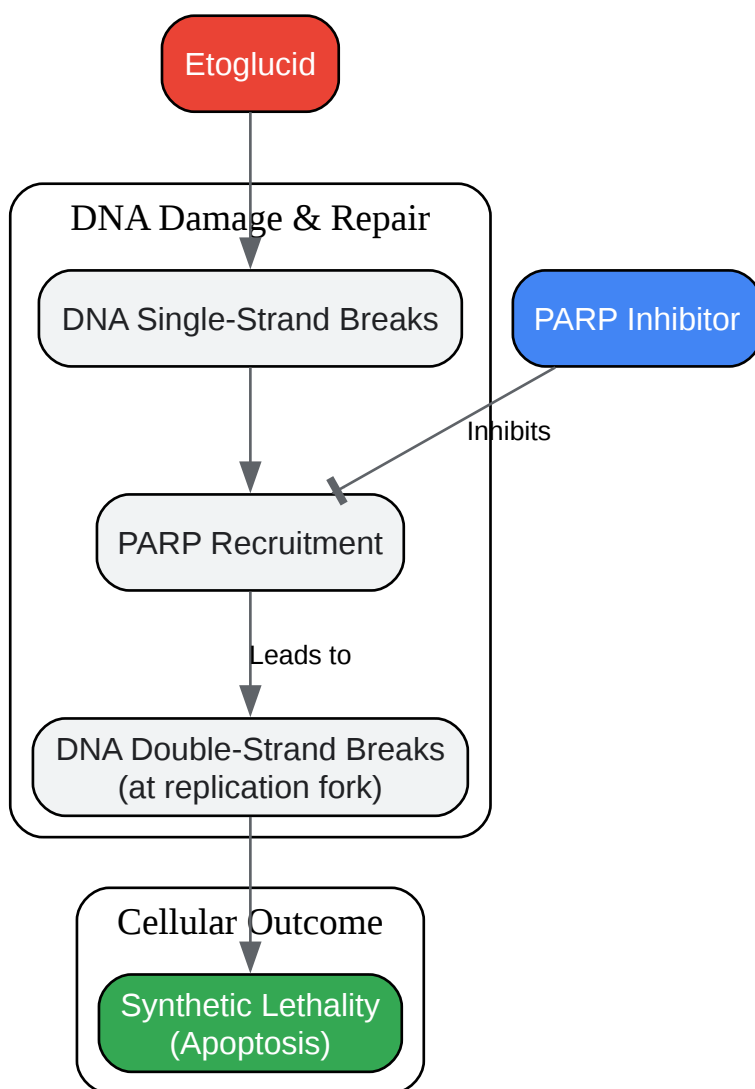 Etoglucid
DNA Damage & Repair
DNA Single-Strand Breaks
PARP Inhibitor
Inhibits
PARP Recruitment
Leads to
DNA Double-Strand Breaks
(at replication fork)
Cellular Outcome
Synthetic Lethality
(Apoptosis)